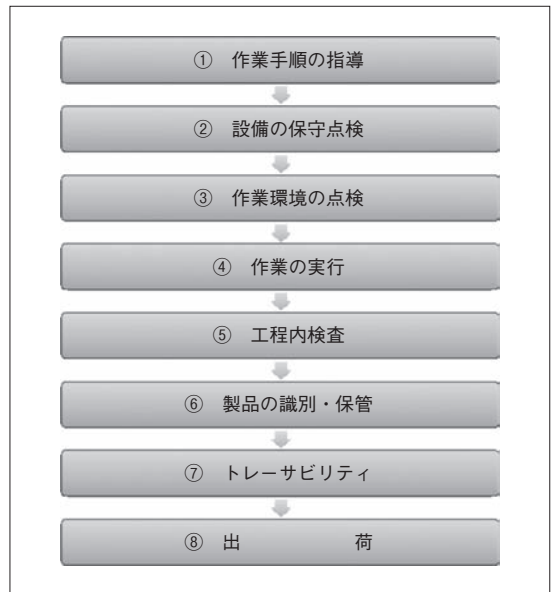 ① 作業手順の指導
② 設備の保守点検
③ 作業環境の点検
④ 作業の実行
⑤ 工程内検査
⑥ 製品の識別・保管
⑦ トレーサビリティ
⑧ 出　　　荷